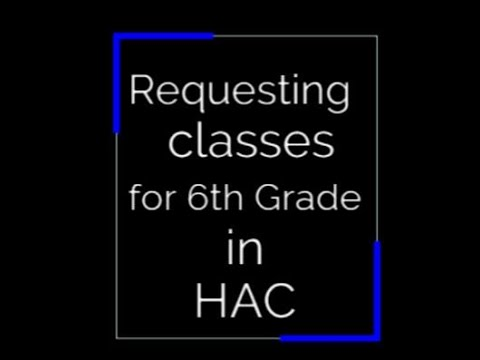 Requesting
classes
for 6th Grade
in
HAC